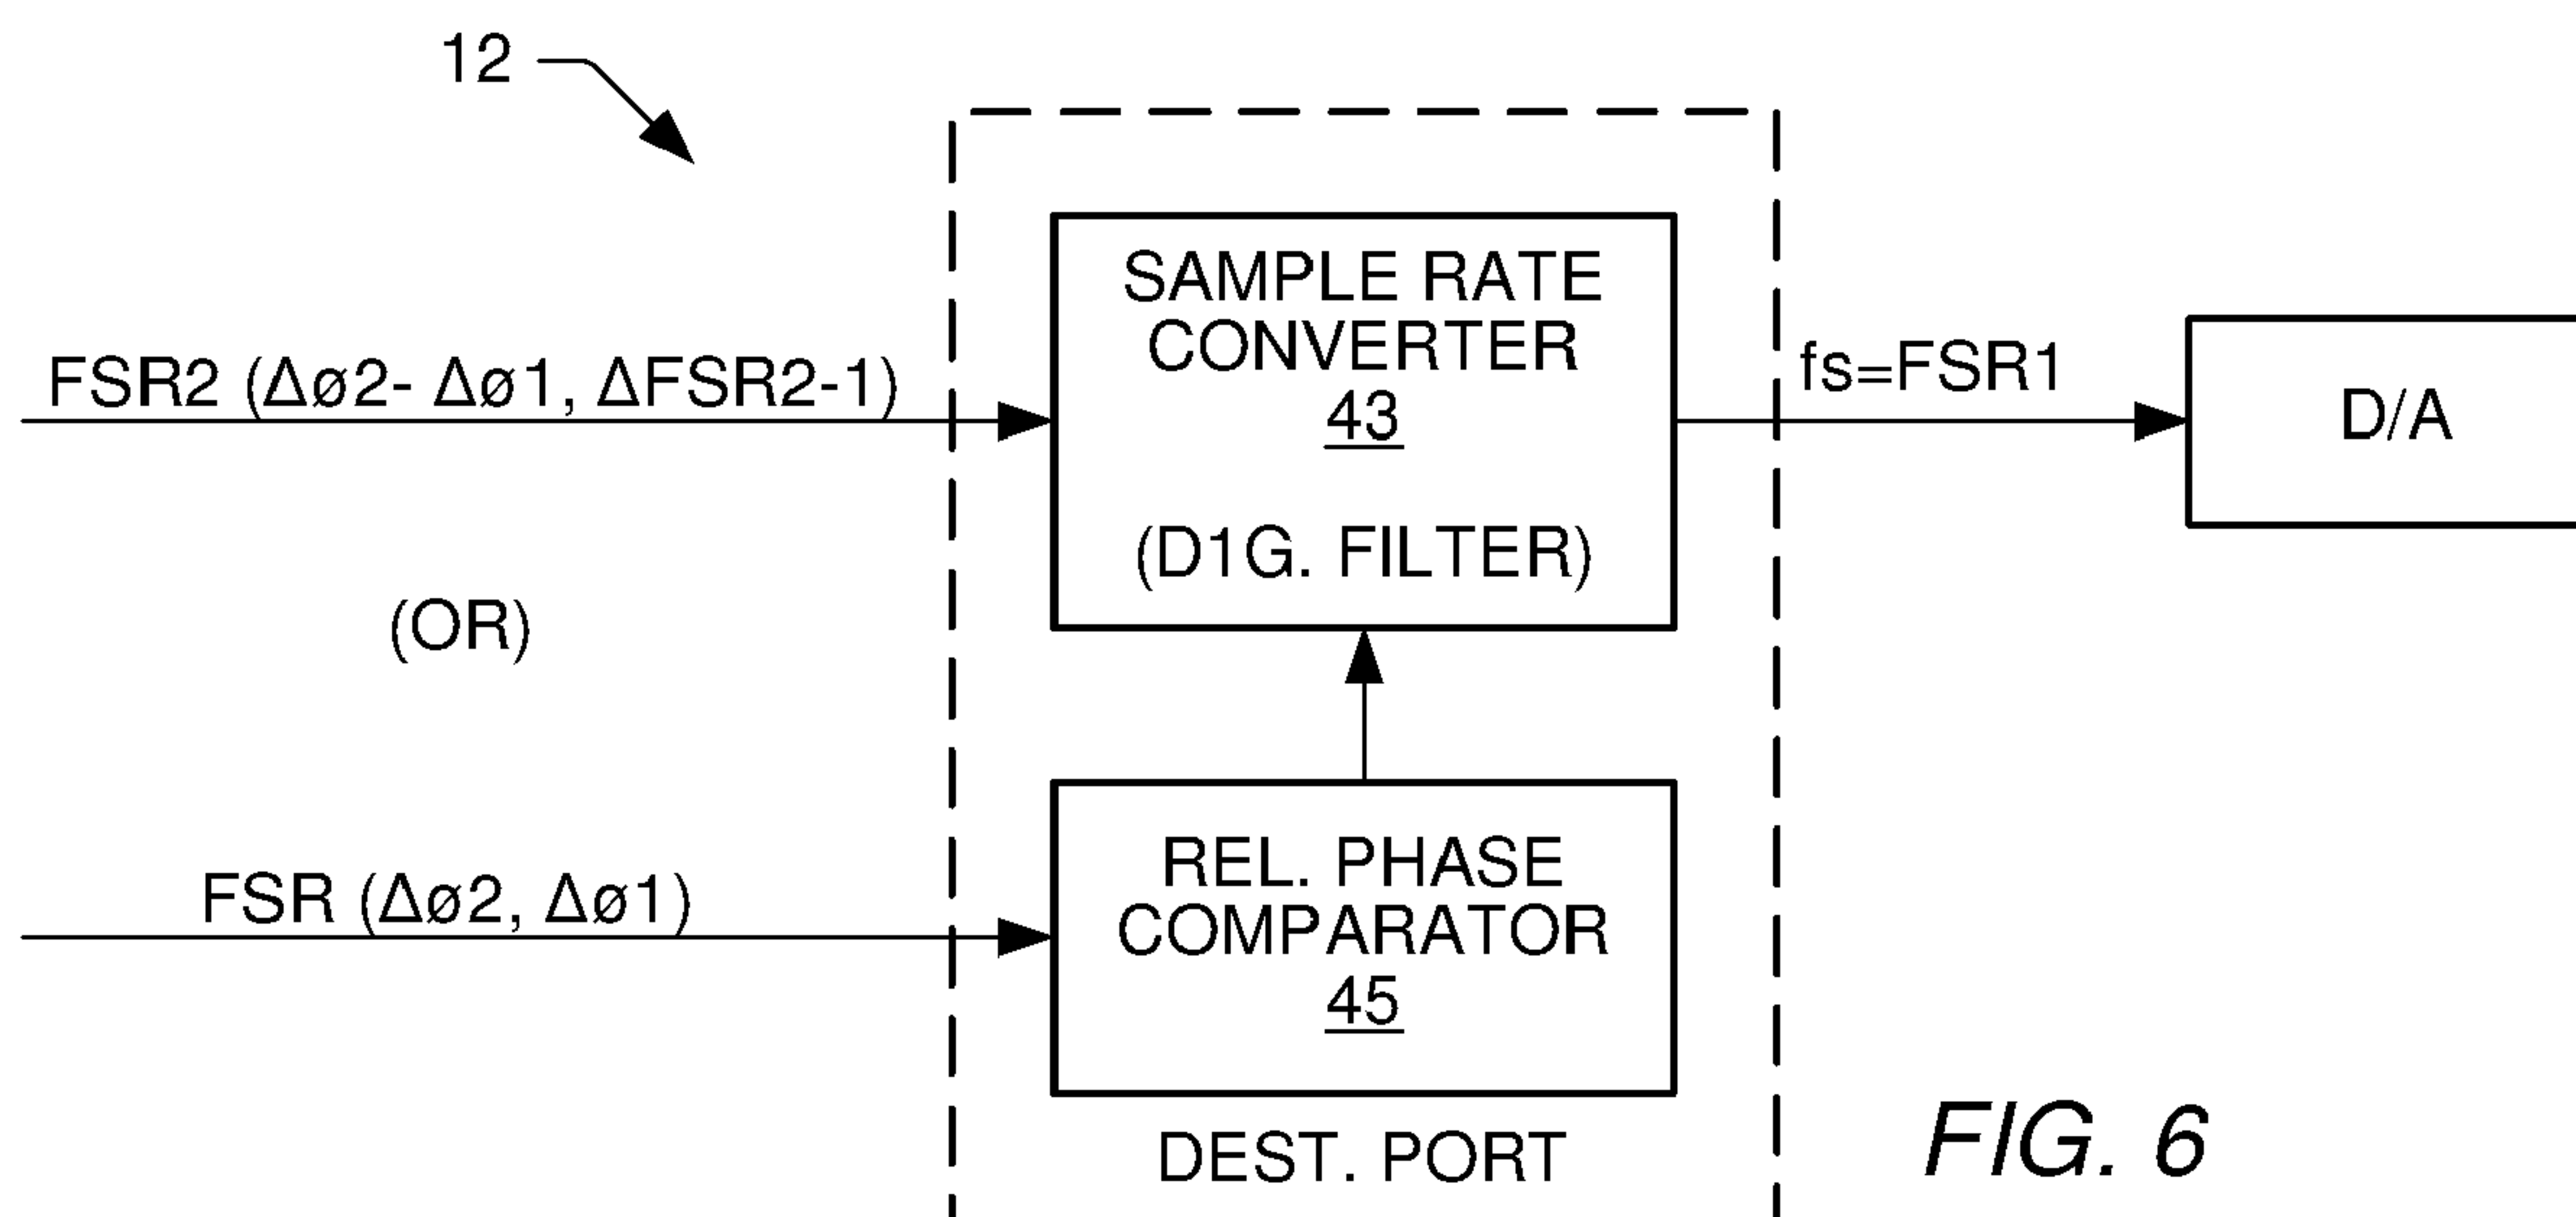 12
SAMPLE RATE
CONVERTER
43
(D1G. FILTER)
FSR2 (Δø2- Δø1, ΔFSR2-1)
fs=FSR1
D/A
(OR)
FSR (Δø2, Δø1)
REL. PHASE
COMPARATOR
45
DEST. PORT
FIG. 6